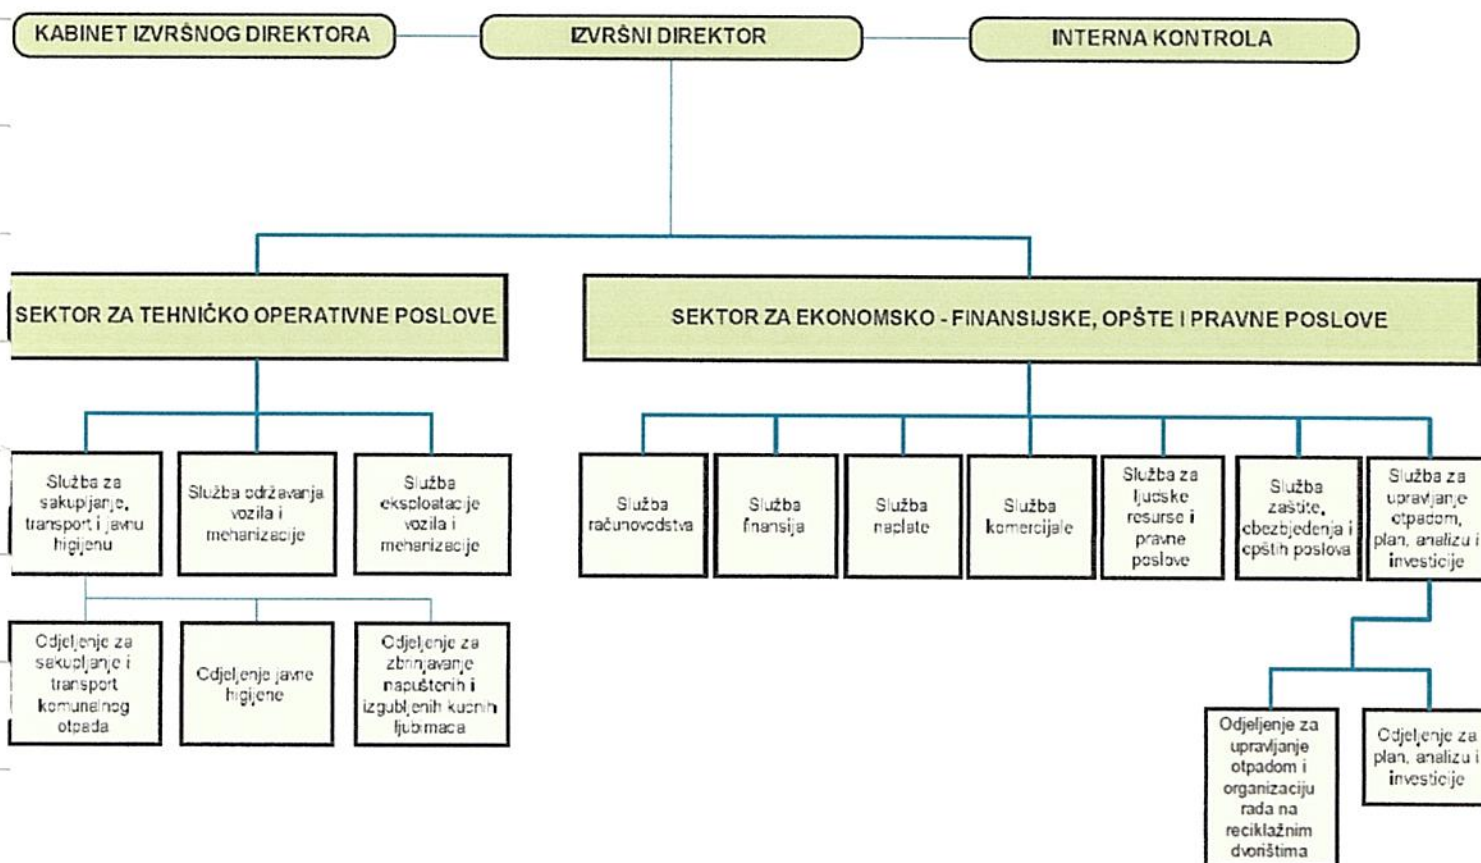 KABINET IZVRŠNOG DIREKTORA
IZVRŠNI DIREKTOR
INTERNA KONTROLA
SEKTOR ZA TEHNIČKO OPERATIVNE POSLOVE
SEKTOR ZA EKONOMSKO - FINANSIJSKE, OPŠTE I PRAVNE POSLOVE
Služba za
sakupljanje,
transport i javnu
higijenu
Služba održavanja
vozila i
mehanizacije
Služba
eksploatacije
vozila i
mehanizacije
Služba
računovodstva
Služba
finansija
Služba
naplate
Služba
komercijale
Služba za
ljudske
resurse i
pravne
poslove
Služba
zaštite,
obezbjeđenja i
opštih poslova
Služba za
upravljanje
otpadom,
plan, analizu i
investicije
Odjeljenje za
sakupljanje i
transport
komunalnog
otpada
Odjeljenje javne
higijene
Odjeljenje za
zbrinjavanje
napuštenih i
izgubljenih kućnih
ljubimaca
Odjeljenje za
upravljanje
otpadom i
organizaciju
rada na
reciklažnim
dvorištima
Odjeljenje za
plan, analizu i
investicije